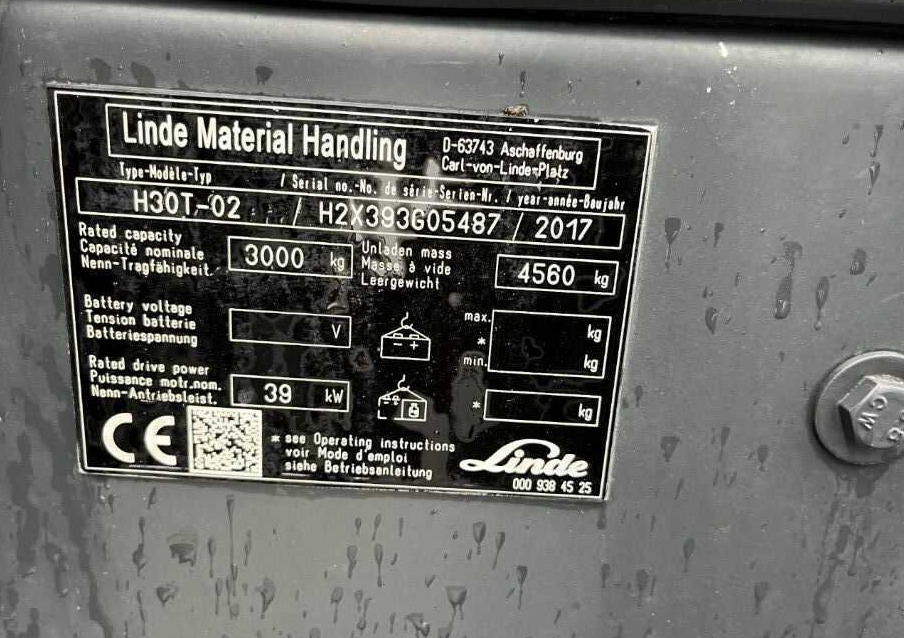 Linde Material Handling
D-63743 Aschaffenburg
Carl-von-Linde-Platz
Type-Modèle-Typ / Serial no.-No. de série-Serien-Nr. / year-année-Baujahr
H30T-02 / H2X393G05487 / 2017
Rated capacity
Capacité nominale
Nenn-Tragfähigkeit
3000 kg
Unladen mass
Masse à vide
Leergewicht
4560 kg
Battery voltage
Tension batterie
Batteriespannung
V
max. kg
*
min. kg
Rated drive power
Puissance motr.nom.
Nenn-Antriebsleist.
39 kW
* kg
CE
* see Operating instructions
voir Mode d'emploi
siehe Betriebsanleitung
Linde
000 938 45 25